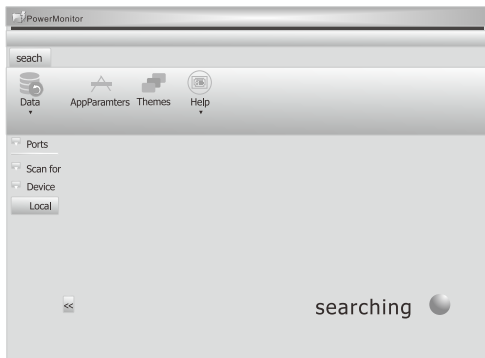 PowerMonitor
seach
Data AppParamters Themes Help
Ports
Scan for
Device
Local
<<
searching